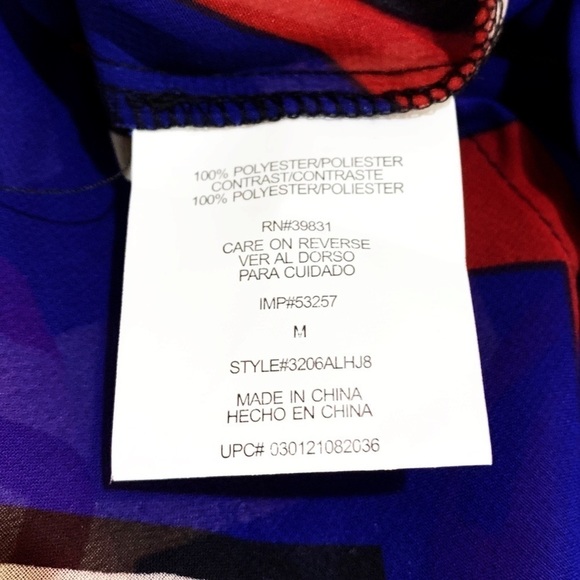 100% POLYESTER/POLIESTER
CONTRAST/CONTRASTE
100% POLYESTER/POLIESTER
RN#39831
CARE ON REVERSE
VER AL DORSO
PARA CUIDADO
IMP#53257
M
STYLE#3206ALHJ8
MADE IN CHINA
HECHO EN CHINA
UPC# 030121082036